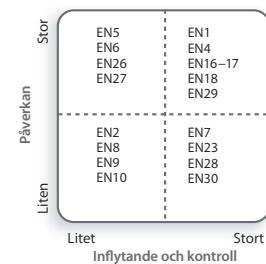 Stor
Påverkan
Liten
EN5
EN6
EN26
EN27
EN1
EN4
EN16–17
EN18
EN29
EN2
EN8
EN9
EN10
EN7
EN23
EN28
EN30
Litet
Stort
Inflytande och kontroll